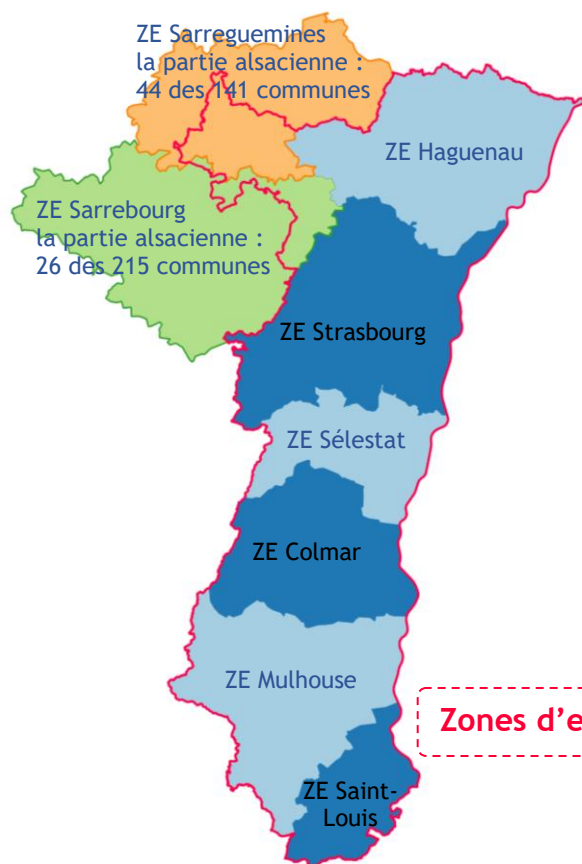 ZE Sarreguemines
la partie alsacienne :
44 des 141 communes
ZE Haguenau
ZE Sarrebourg
la partie alsacienne :
26 des 215 communes
ZE Strasbourg
ZE Sélestat
ZE Colmar
ZE Mulhouse
Zones d’e
ZE Saint-
Louis